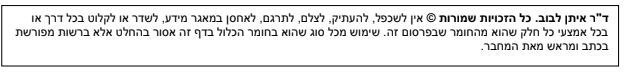 ד"ר איתן לבוב. כל הזכויות שמורות © אין לשכפל, להעתיק, לצלם, לתרגם, לאחסן במאגר מידע, לשדר או לקלוט בכל דרך או
בכל אמצעי כל חלק שהוא מהחומר שבפרסום זה. שימוש מכל סוג שהוא בחומר הכלול בדף זה אסור בהחלט אלא ברשות מפורשת
בכתב ומראש מאת המחבר.